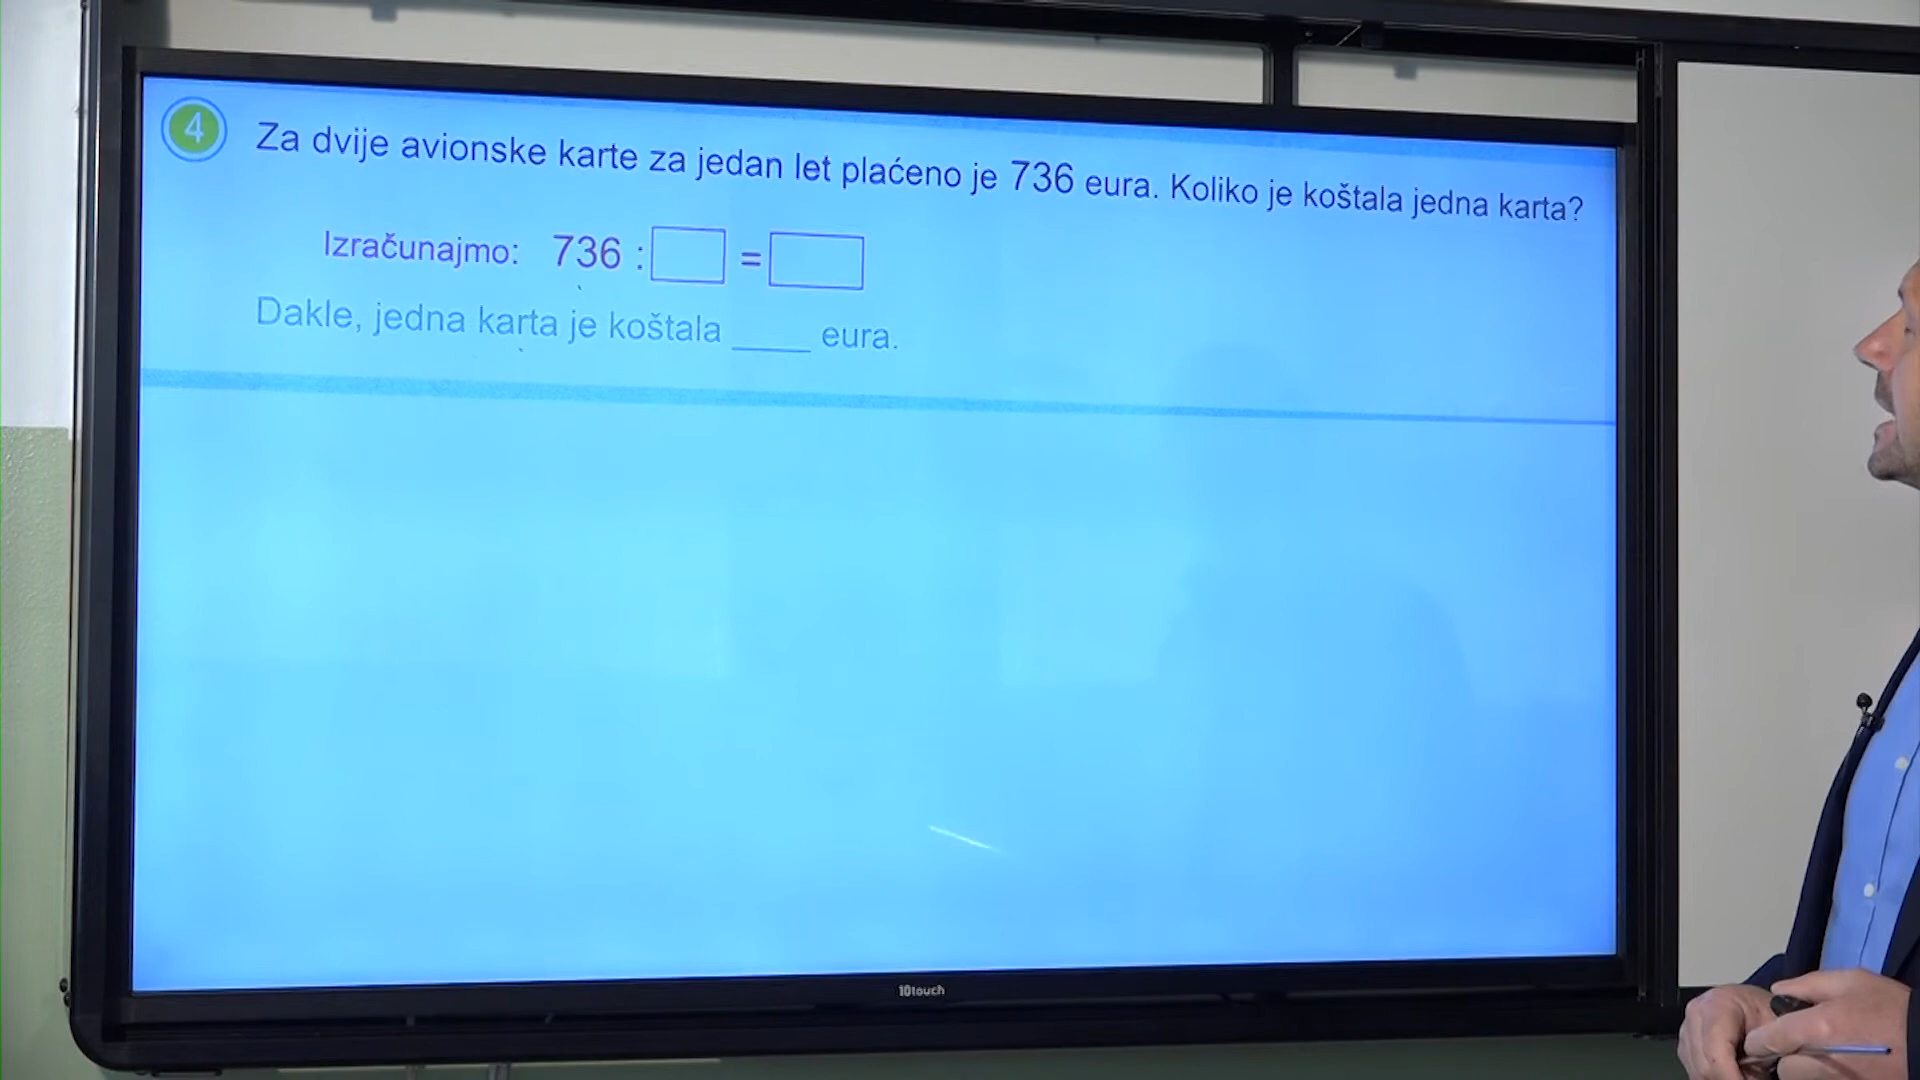 4 Za dvije avionske karte za jedan let plaćeno je 736 eura. Koliko je koštala jedna karta?
Izračunajmo: 736 : =
Dakle, jedna karta je koštala ____ eura.
10touch